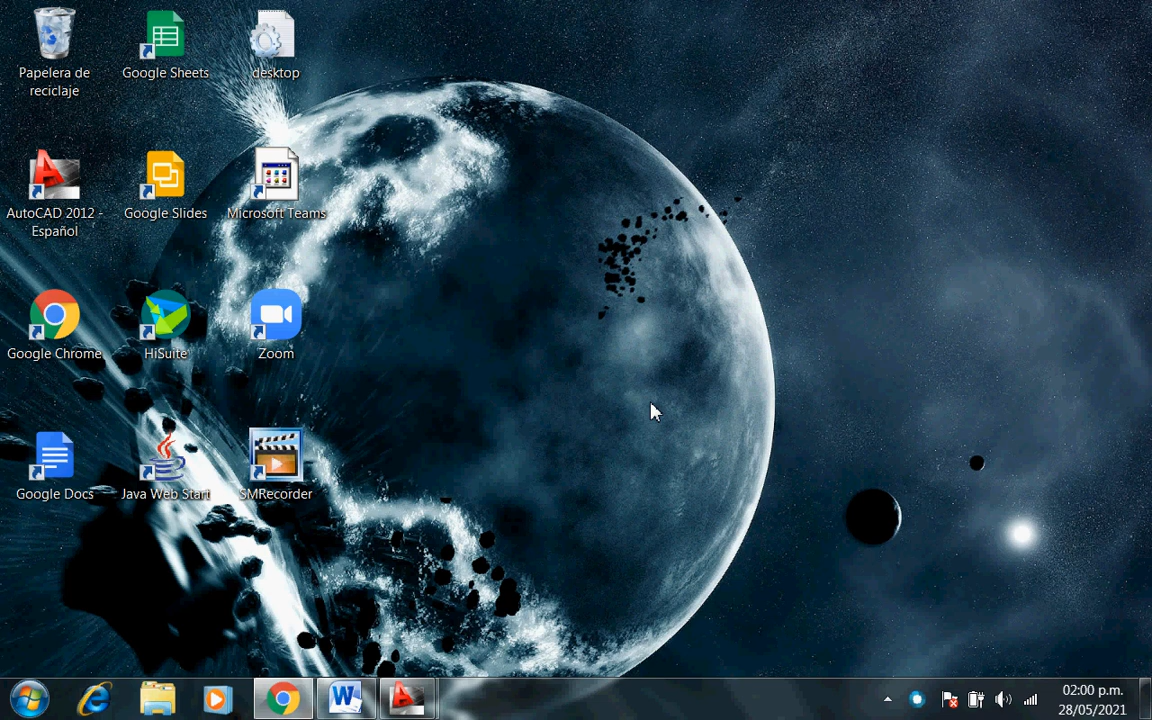 Papelera de
reciclaje
Google Sheets
desktop
AutoCAD 2012 -
Español
Google Slides
Microsoft Teams
Google Chrome
HiSuite
Zoom
Google Docs
Java Web Start
SMRecorder
02:00 p.m.
28/05/2021